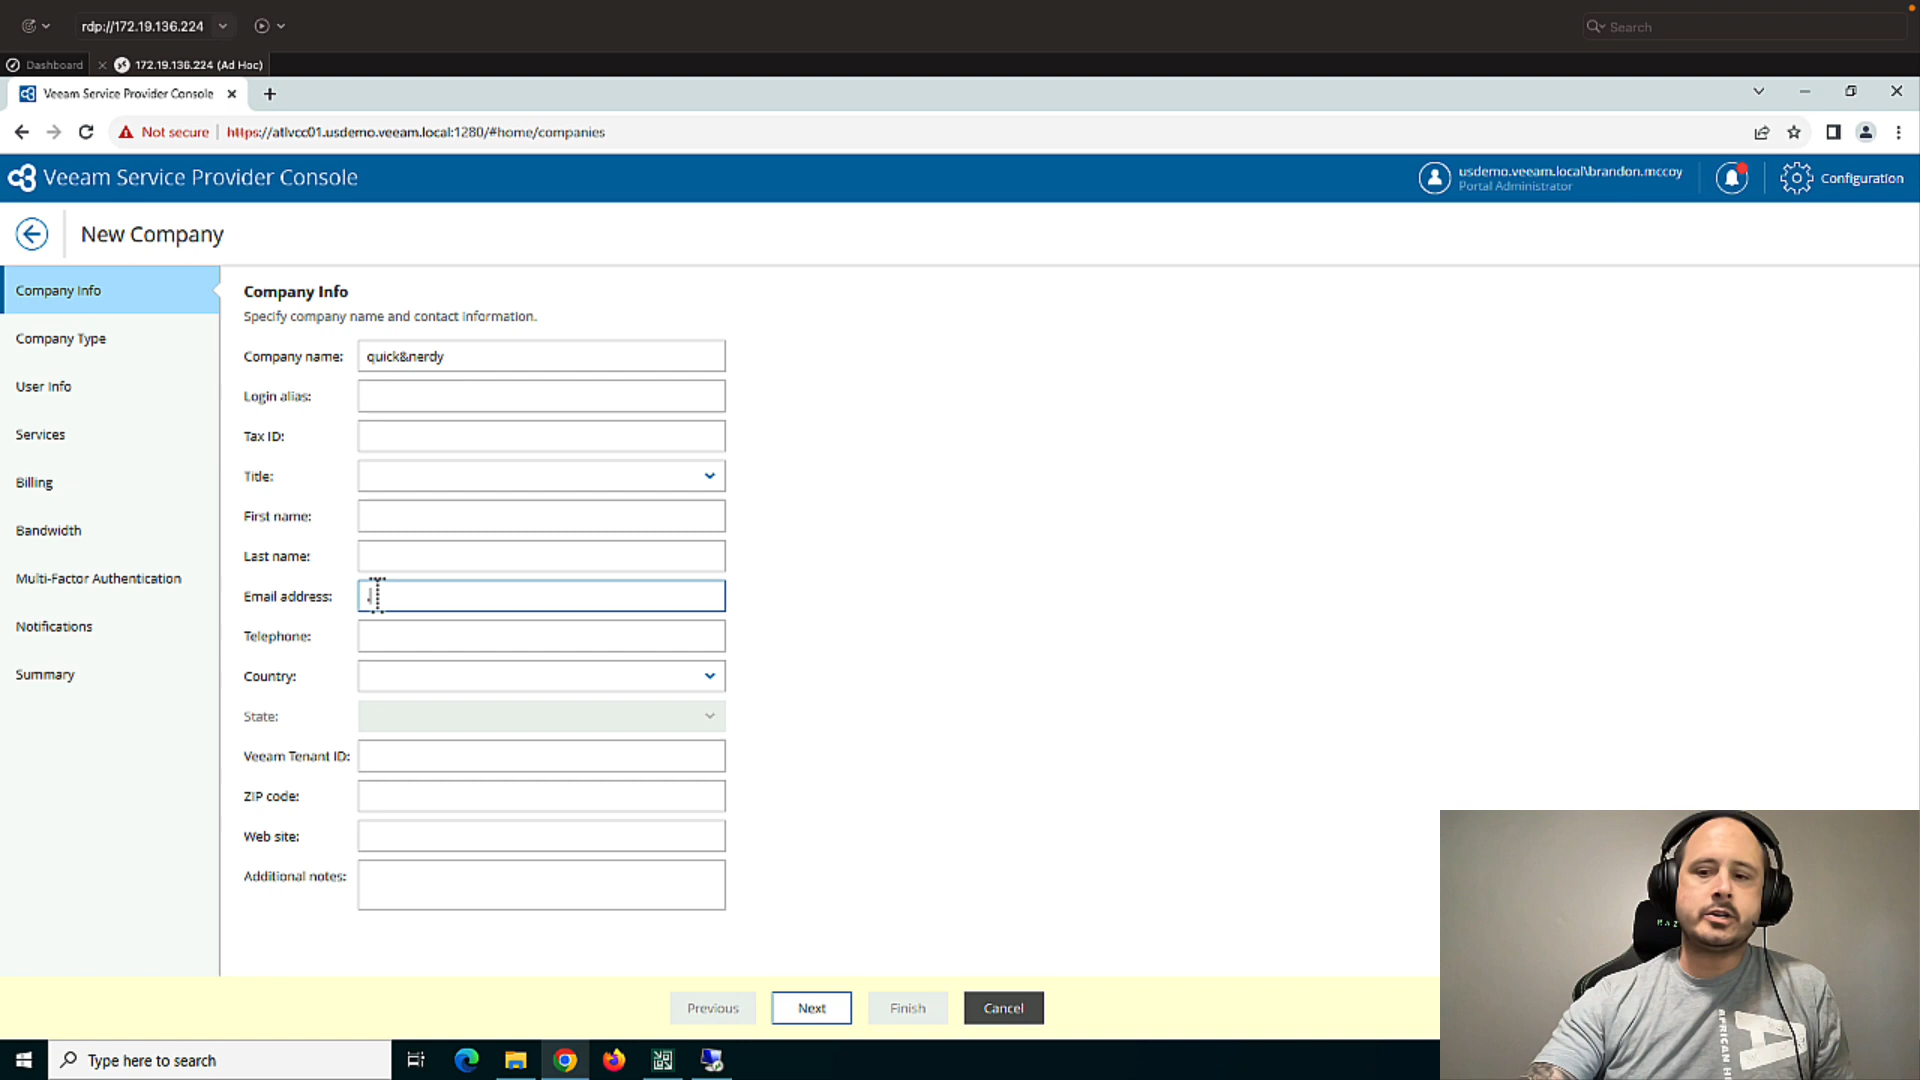 rdp://172.19.136.224
Search
Dashboard
172.19.136.224 (Ad Hoc)
Veeam Service Provider Console
Not secure
https://atlvcc01.usdemo.veeam.local:1280/#home/companies
Veeam Service Provider Console
usdemo.veeam.local\brandon.mccoy
Portal Administrator
Configuration
New Company
Company Info
Company Type
User Info
Services
Billing
Bandwidth
Multi-Factor Authentication
Notifications
Summary
Company Info
Specify company name and contact information.
Company name: quick&nerdy
Login alias:
Tax ID:
Title:
First name:
Last name:
Email address:
Telephone:
Country:
State:
Veeam Tenant ID:
ZIP code:
Web site:
Additional notes:
Previous
Next
Finish
Cancel
Type here to search